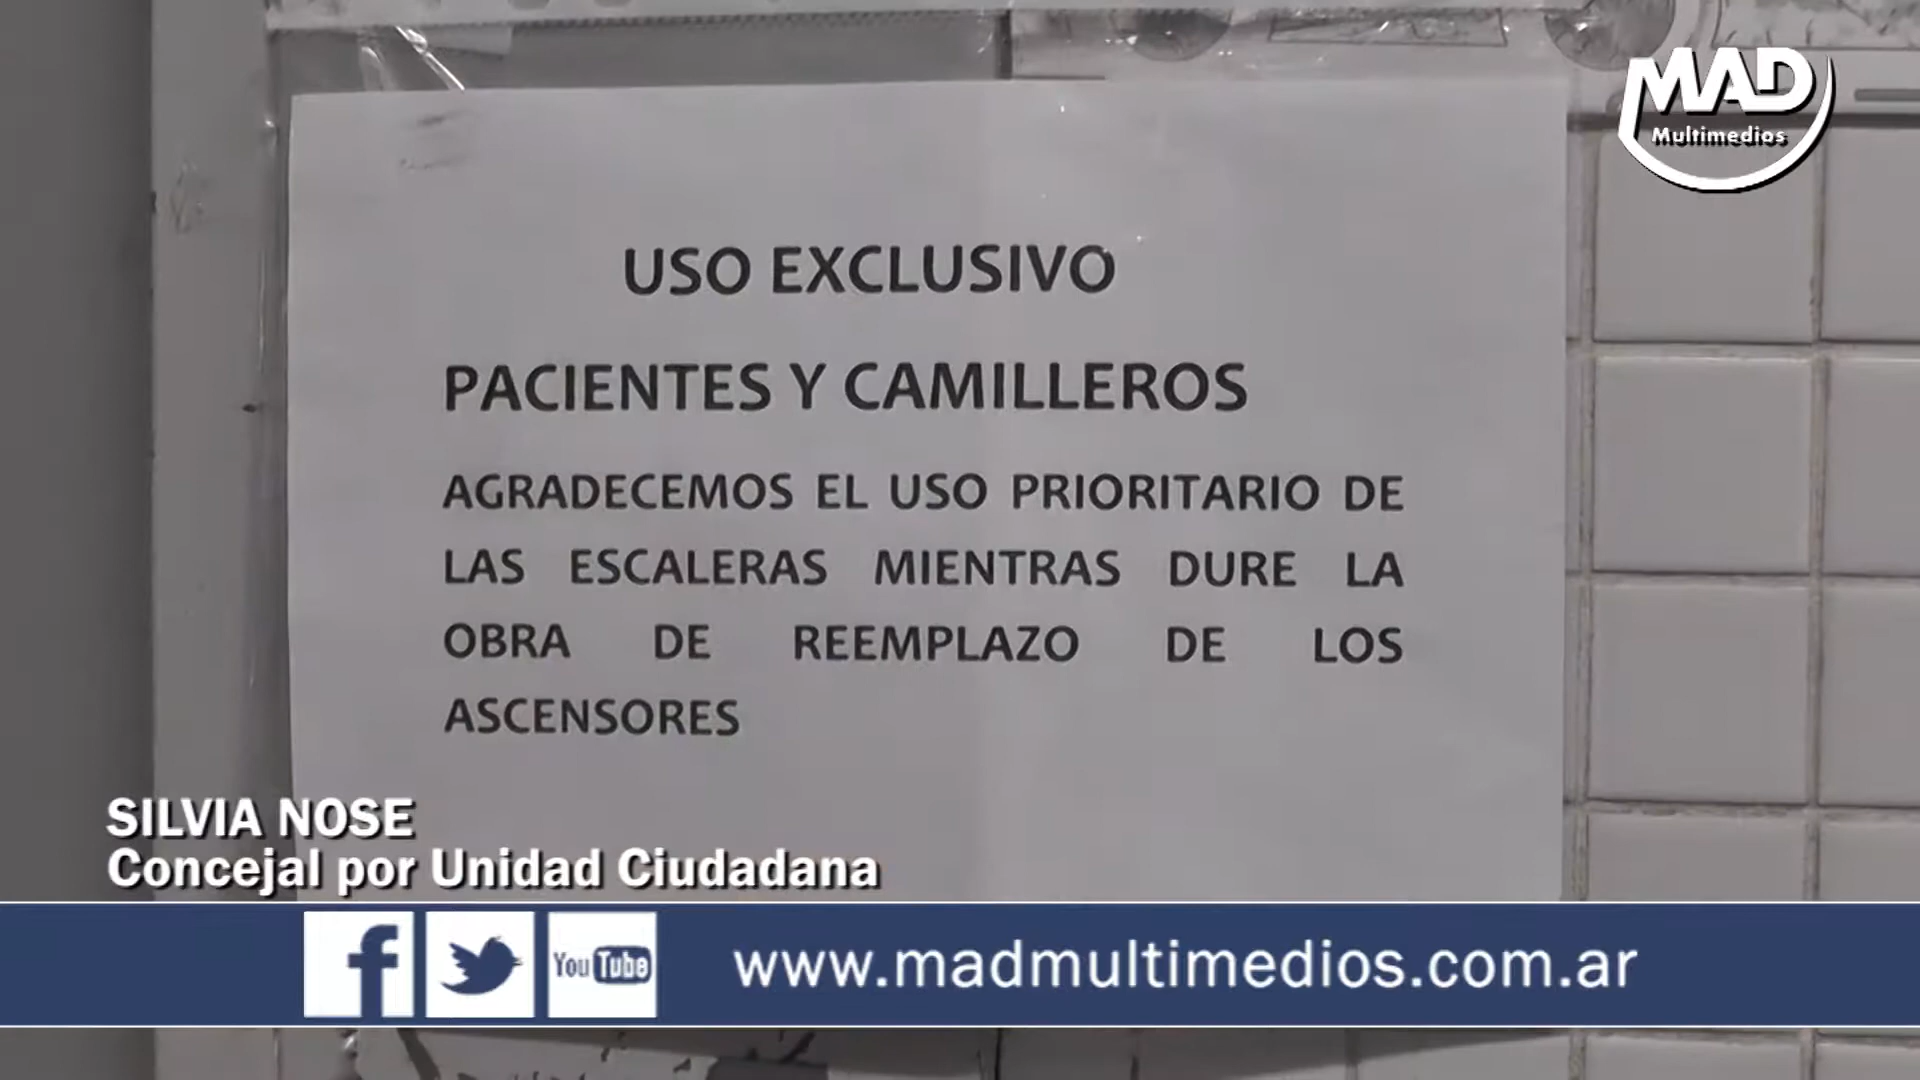 MAD
Multimedios
USO EXCLUSIVO
PACIENTES Y CAMILLEROS
AGRADECEMOS EL USO PRIORITARIO DE
LAS ESCALERAS MIENTRAS DURE LA
OBRA DE REEMPLAZO DE LOS
ASCENSORES
SILVIA NOSE
Concejal por Unidad Ciudadana
f
You Tube
www.madmultimedios.com.ar